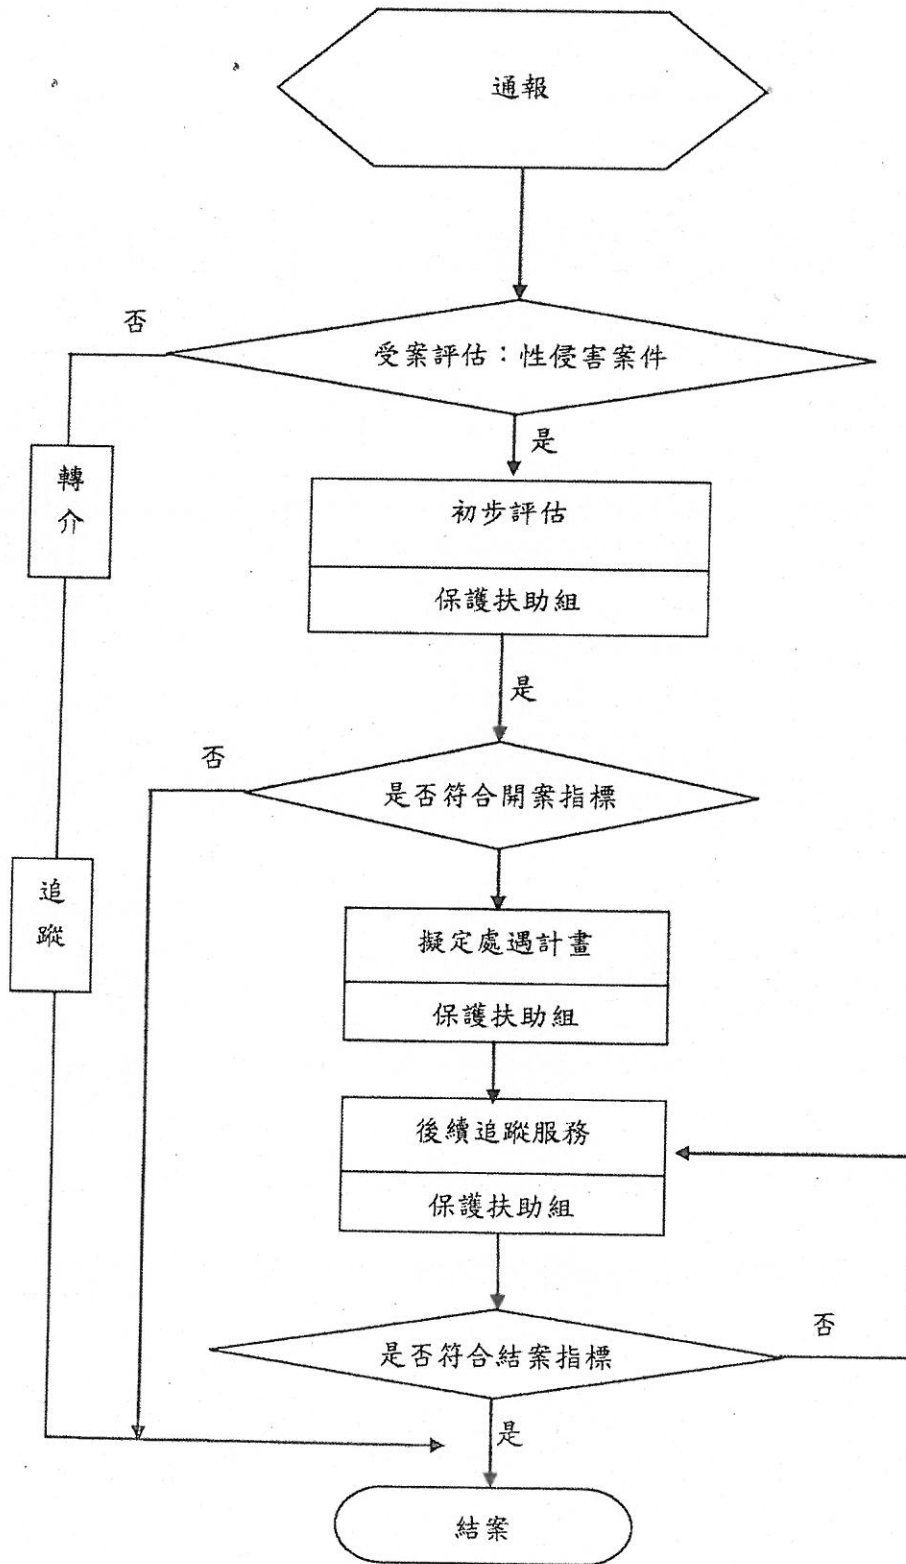 通報
否
受案評估：性侵害案件
是
轉
介
初步評估
保護扶助組
是
否
是否符合開案指標
追
蹤
擬定處遇計畫
保護扶助組
後續追蹤服務
保護扶助組
否
是否符合結案指標
是
結案